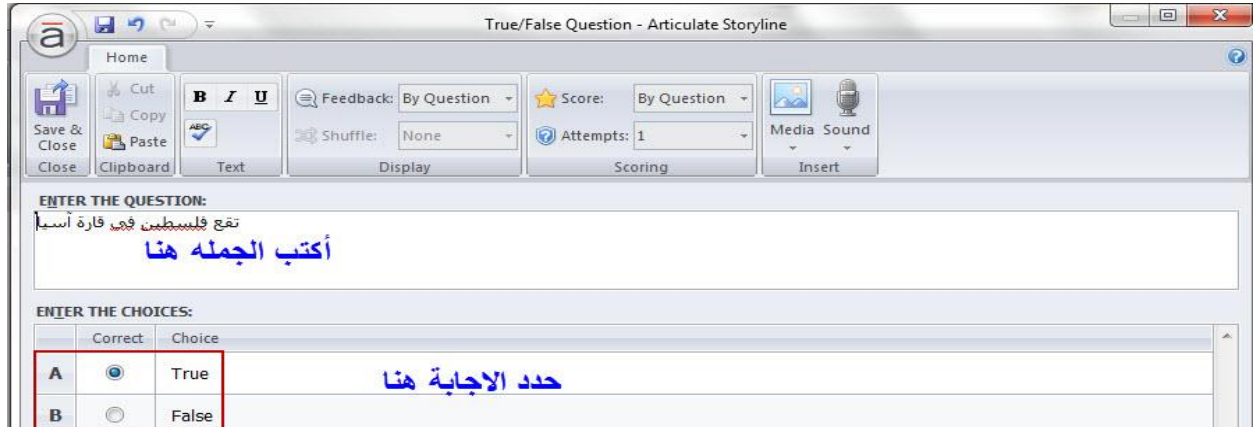 True/False Question - Articulate Storyline
Home
Save & Close
Cut
Copy
Paste
B I U
ABC
Feedback: By Question
Shuffle: None
Score: By Question
Attempts: 1
Media Sound
Close
Clipboard
Text
Display
Scoring
Insert
ENTER THE QUESTION:
تقع فلسطين في قارة آسيا
أكتب الجمله هنا
ENTER THE CHOICES:
Correct Choice
A True
حدد الاجابة هنا
B False